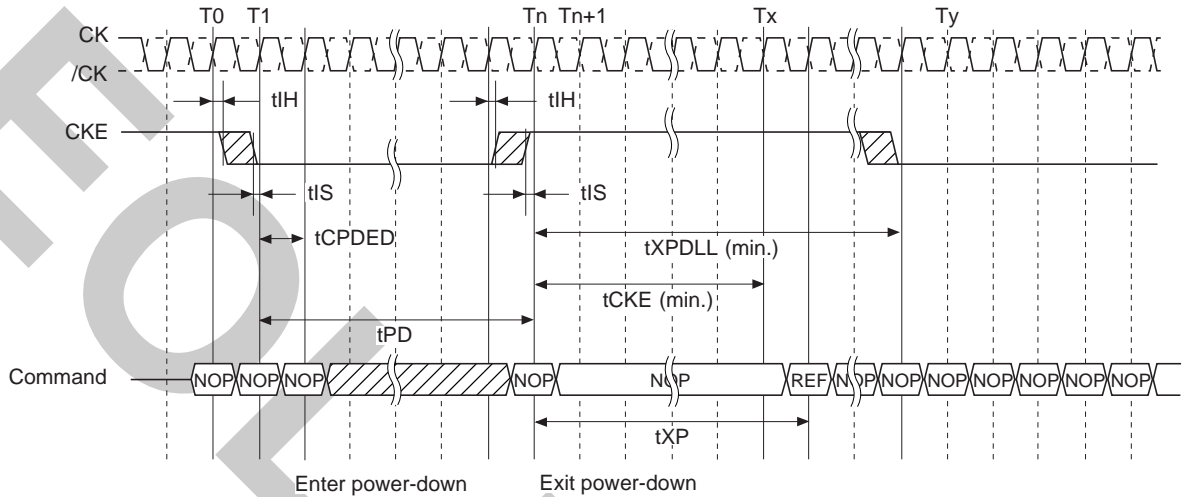 T0 T1 Tn Tn+1 Tx Ty
CK
/CK
tIH tIH
CKE
tIS tIS
tCPDED
tXPDLL (min.)
tCKE (min.)
tPD
Command NOP NOP NOP NOP NOP REF NOP NOP NOP NOP NOP NOP NOP
tXP
Enter power-down Exit power-down